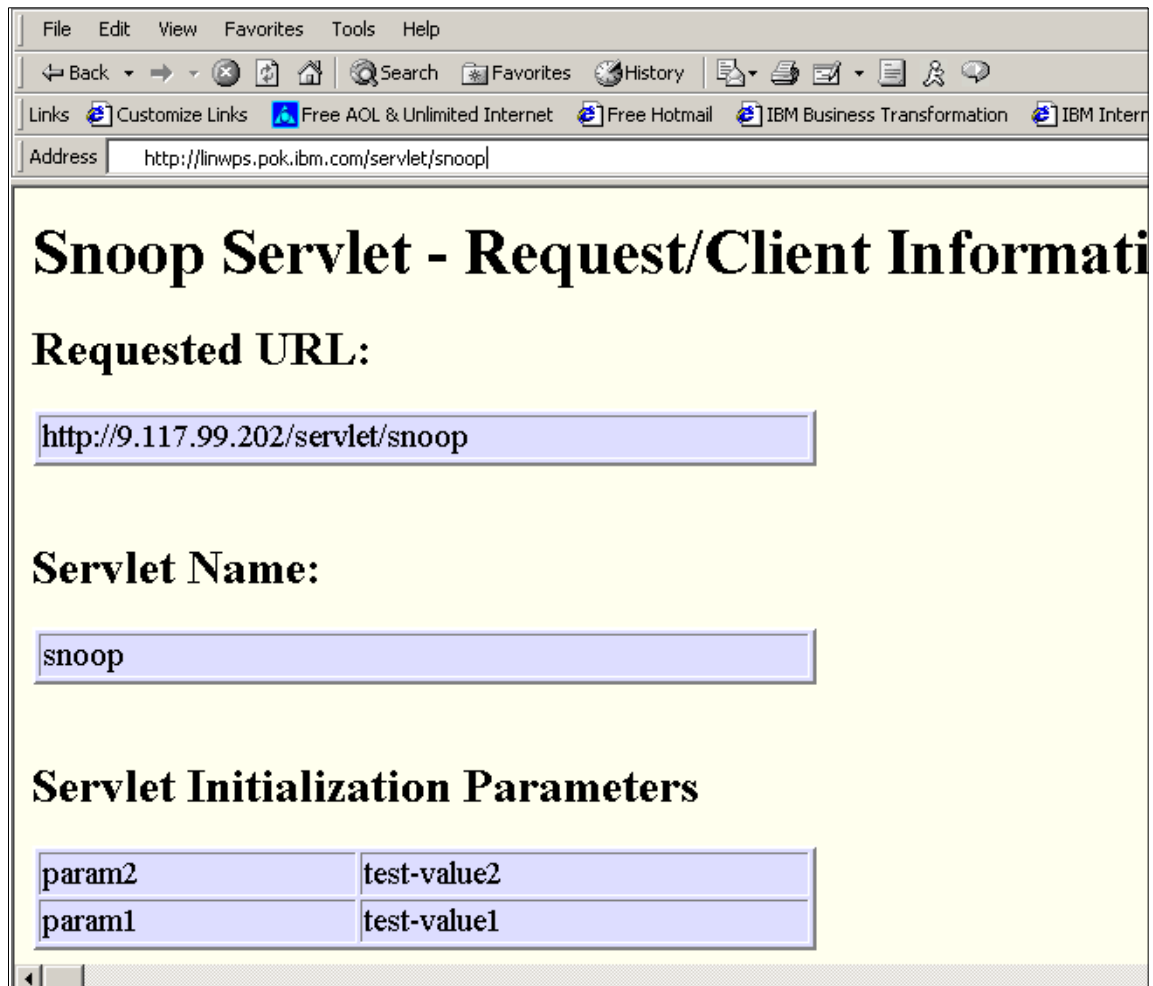 File Edit View Favorites Tools Help
Back Search Favorites History
Links Customize Links Free AOL & Unlimited Internet Free Hotmail IBM Business Transformation IBM Intern
Address http://linwps.pok.ibm.com/servlet/snoop
Snoop Servlet - Request/Client Informati
Requested URL:
http://9.117.99.202/servlet/snoop
Servlet Name:
snoop
Servlet Initialization Parameters
param2 test-value2
param1 test-value1